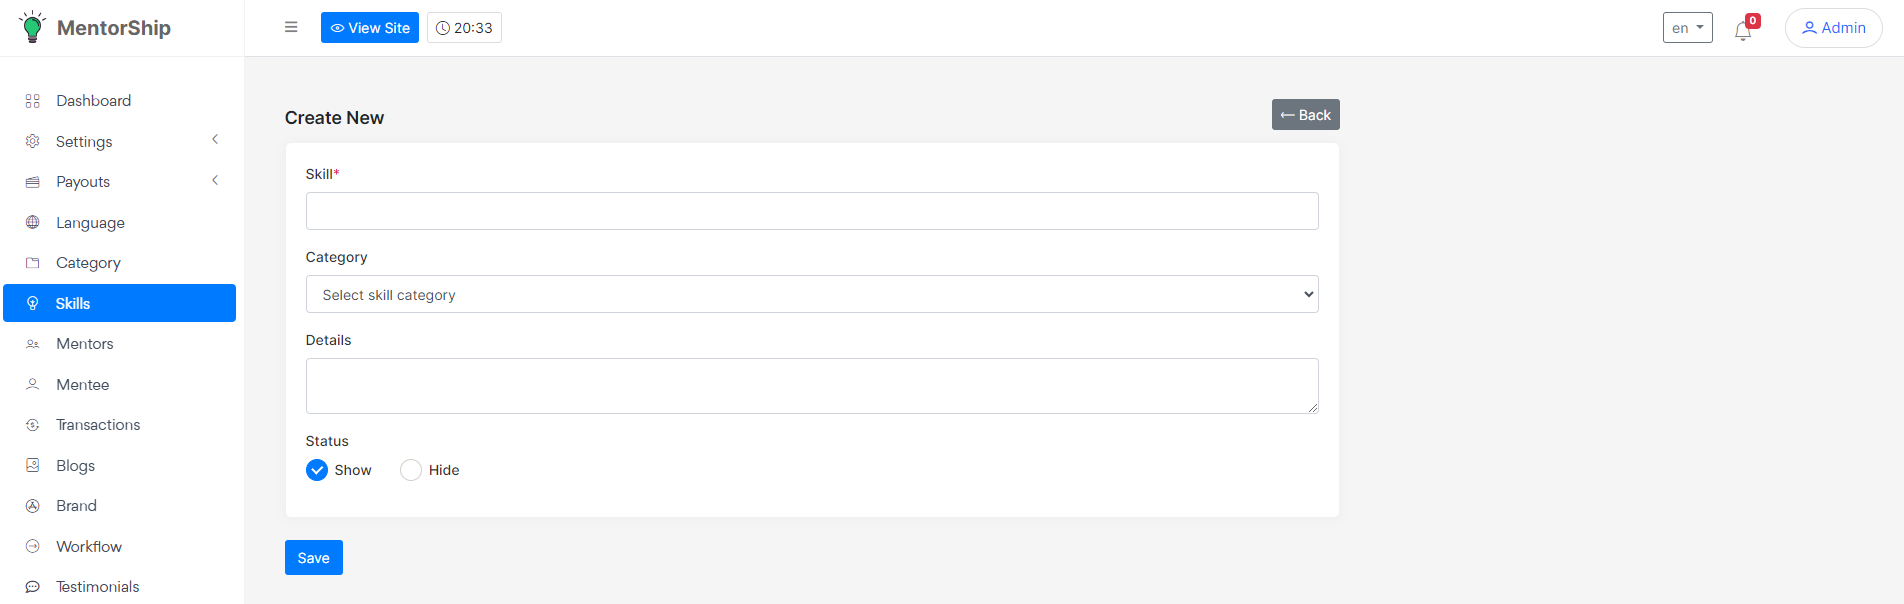 MentorShip
View Site
20:33
en
0
Admin
Dashboard
Settings
Payouts
Language
Category
Skills
Mentors
Mentee
Transactions
Blogs
Brand
Workflow
Testimonials
Create New
Back
Skill*
Category
Select skill category
Details
Status
Show
Hide
Save